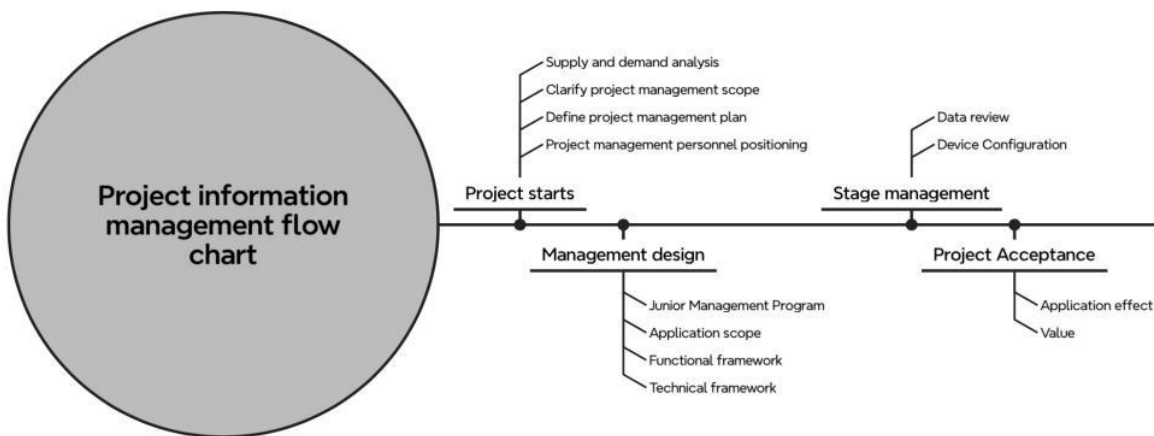 Project information
management flow
chart
Supply and demand analysis
Clarify project management scope
Define project management plan
Project management personnel positioning
Project starts
Management design
Junior Management Program
Application scope
Functional framework
Technical framework
Data review
Device Configuration
Stage management
Project Acceptance
Application effect
Value